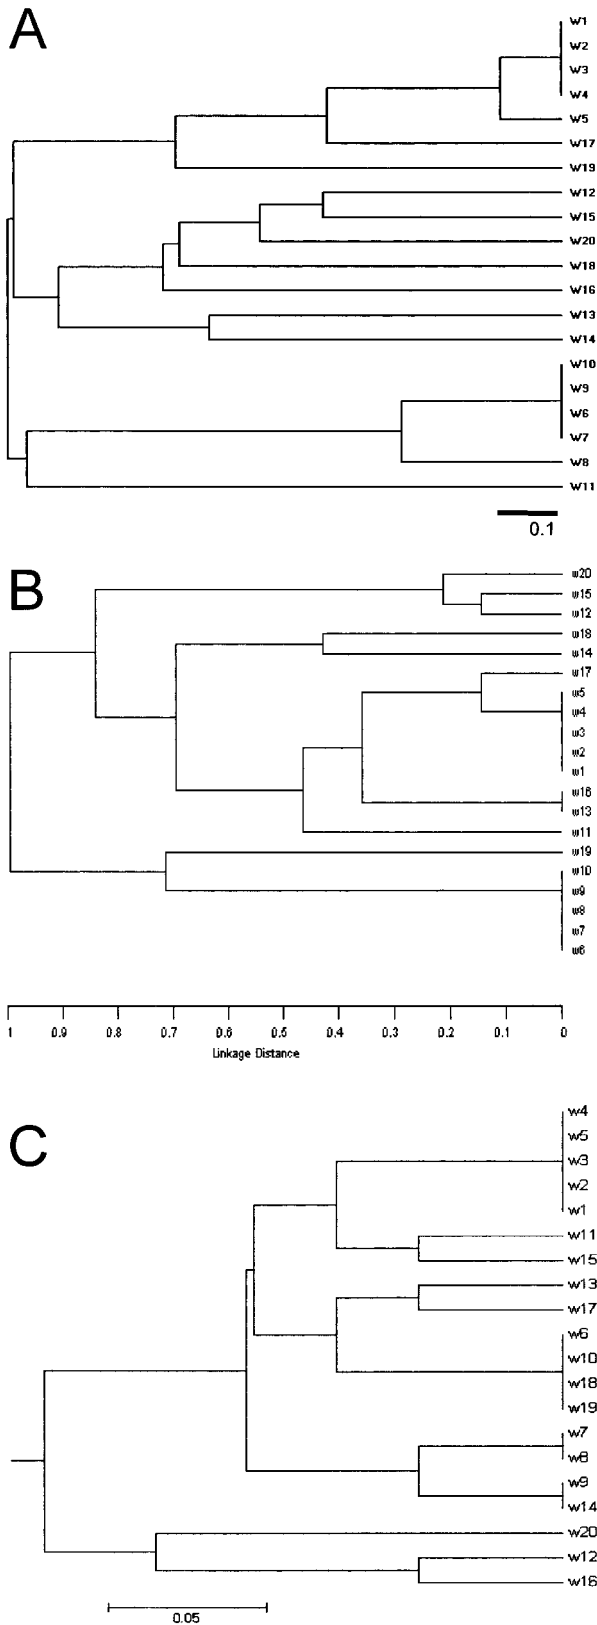 A
W1
W2
W3
W4
W5
W17
W19
W12
W15
W20
W18
W16
W13
W14
W10
W9
W6
W7
W8
W11
0.1
B
w20
w15
w12
w18
w14
w17
w5
w4
w3
w2
w1
w16
w13
w11
w19
w10
w9
w8
w7
w6
1 0.9 0.8 0.7 0.6 0.5 0.4 0.3 0.2 0.1 0
Linkage Distance
C
w4
w5
w3
w2
w1
w11
w15
w13
w17
w6
w10
w18
w19
w7
w8
w9
w14
w20
w12
w16
0.05